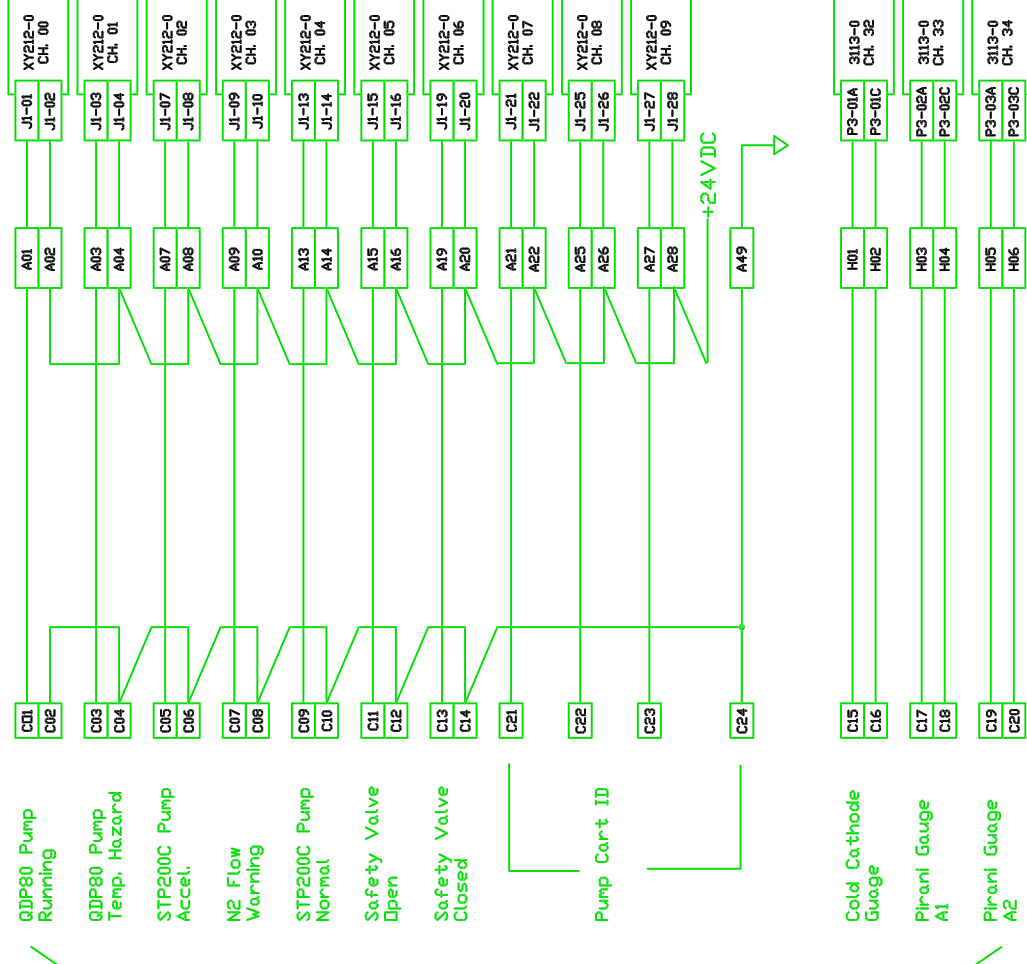 XY212-0
CH. 00
XY212-0
CH. 01
XY212-0
CH. 02
XY212-0
CH. 03
XY212-0
CH. 04
XY212-0
CH. 05
XY212-0
CH. 06
XY212-0
CH. 07
XY212-0
CH. 08
XY212-0
CH. 09
3113-0
CH. 32
3113-0
CH. 33
3113-0
CH. 34
J1-01
J1-02
J1-03
J1-04
J1-07
J1-08
J1-09
J1-10
J1-13
J1-14
J1-15
J1-16
J1-19
J1-20
J1-21
J1-22
J1-25
J1-26
J1-27
J1-28
P3-01A
P3-01C
P3-02A
P3-02C
P3-03A
P3-03C
+24VDC
A01
A02
A03
A04
A07
A08
A09
A10
A13
A14
A15
A16
A19
A20
A21
A22
A25
A26
A27
A28
A49
H01
H02
H03
H04
H05
H06
C01
C02
C03
C04
C05
C06
C07
C08
C09
C10
C11
C12
C13
C14
C21
C22
C23
C24
C15
C16
C17
C18
C19
C20
QDP80 Pump
Running
QDP80 Pump
Temp. Hazard
STP200C Pump
Accel.
N2 Flow
Warning
STP200C Pump
Normal
Safety Valve
Open
Safety Valve
Closed
Pump Cart ID
Cold Cathode
Guage
Pirani Gauge
A1
Pirani Guage
A2